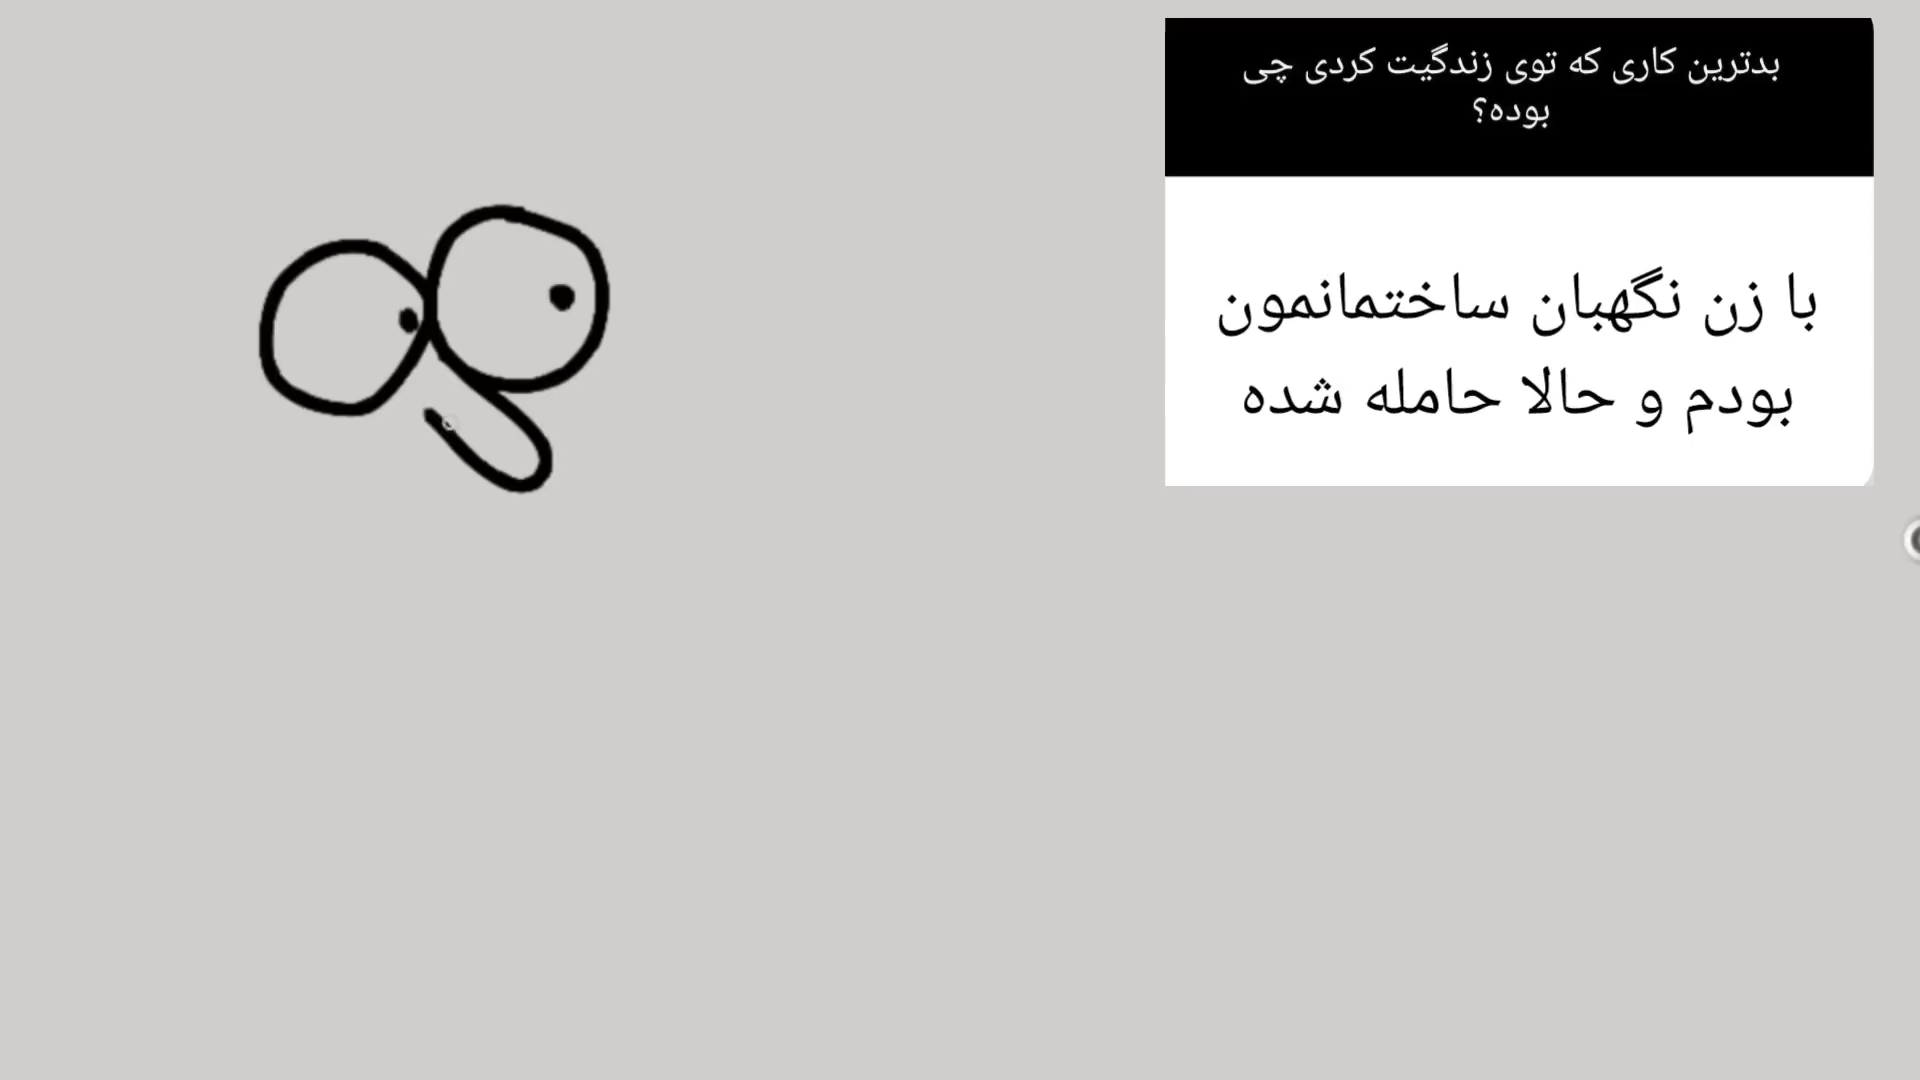 بدترین کاری که توی زندگیت کردی چی
بوده؟
با زن نگهبان ساختمانمون
بودم و حالا حامله شده